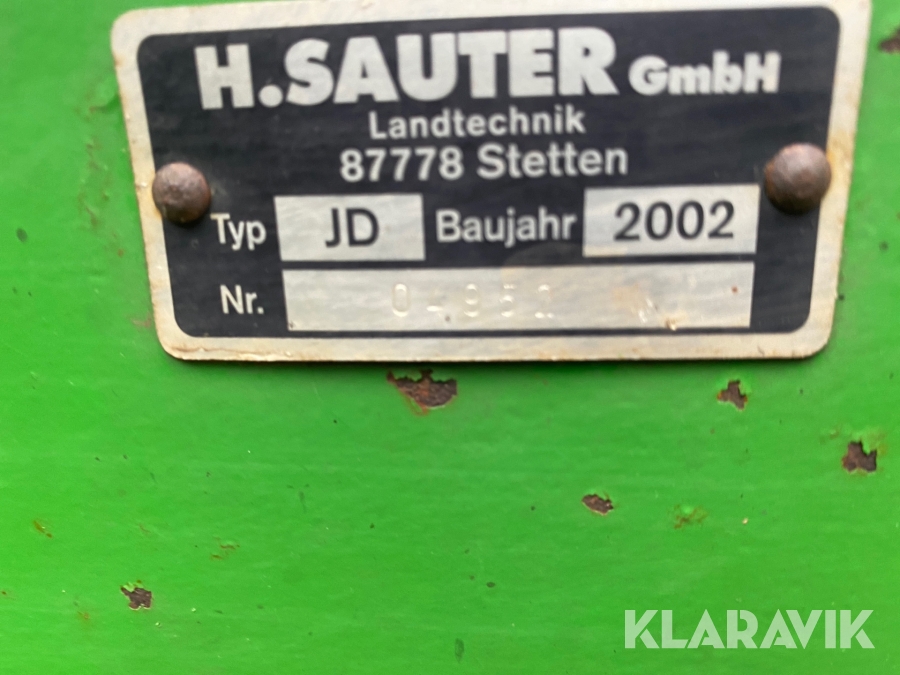 H.SAUTER GmbH
Landtechnik
87778 Stetten
Typ JD Baujahr 2002
Nr.
KLARAVIK